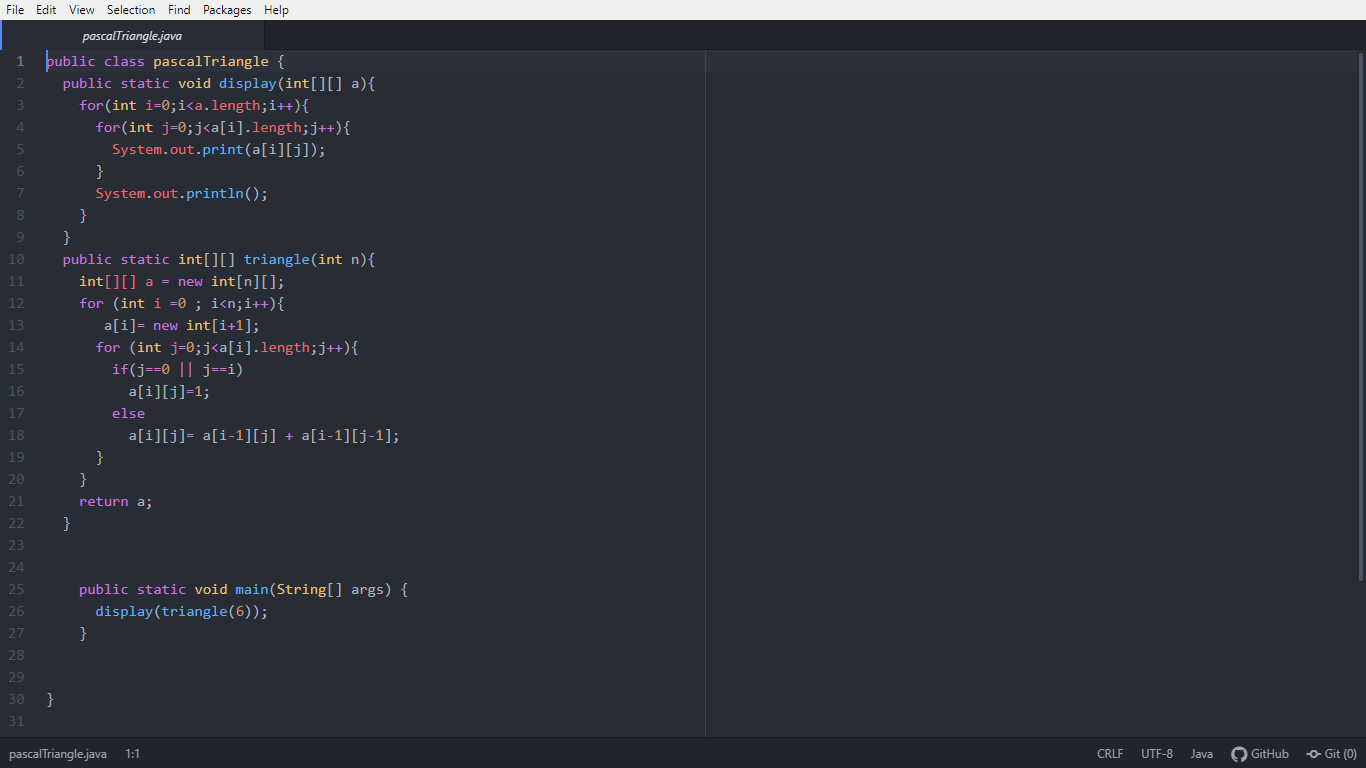 File Edit View Selection Find Packages Help
pascalTriangle.java
1 public class pascalTriangle {
2   public static void display(int[][] a){
3     for(int i=0;i<a.length;i++){
4       for(int j=0;j<a[i].length;j++){
5         System.out.print(a[i][j]);
6       }
7       System.out.println();
8     }
9   }
10   public static int[][] triangle(int n){
11     int[][] a = new int[n][];
12     for (int i =0 ; i<n;i++){
13        a[i]= new int[i+1];
14       for (int j=0;j<a[i].length;j++){
15         if(j==0 || j==i)
16           a[i][j]=1;
17         else
18           a[i][j]= a[i-1][j] + a[i-1][j-1];
19       }
20     }
21     return a;
22   }
23
24
25     public static void main(String[] args) {
26       display(triangle(6));
27     }
28
29
30 }
31
pascalTriangle.java 1:1 CRLF UTF-8 Java GitHub Git (0)